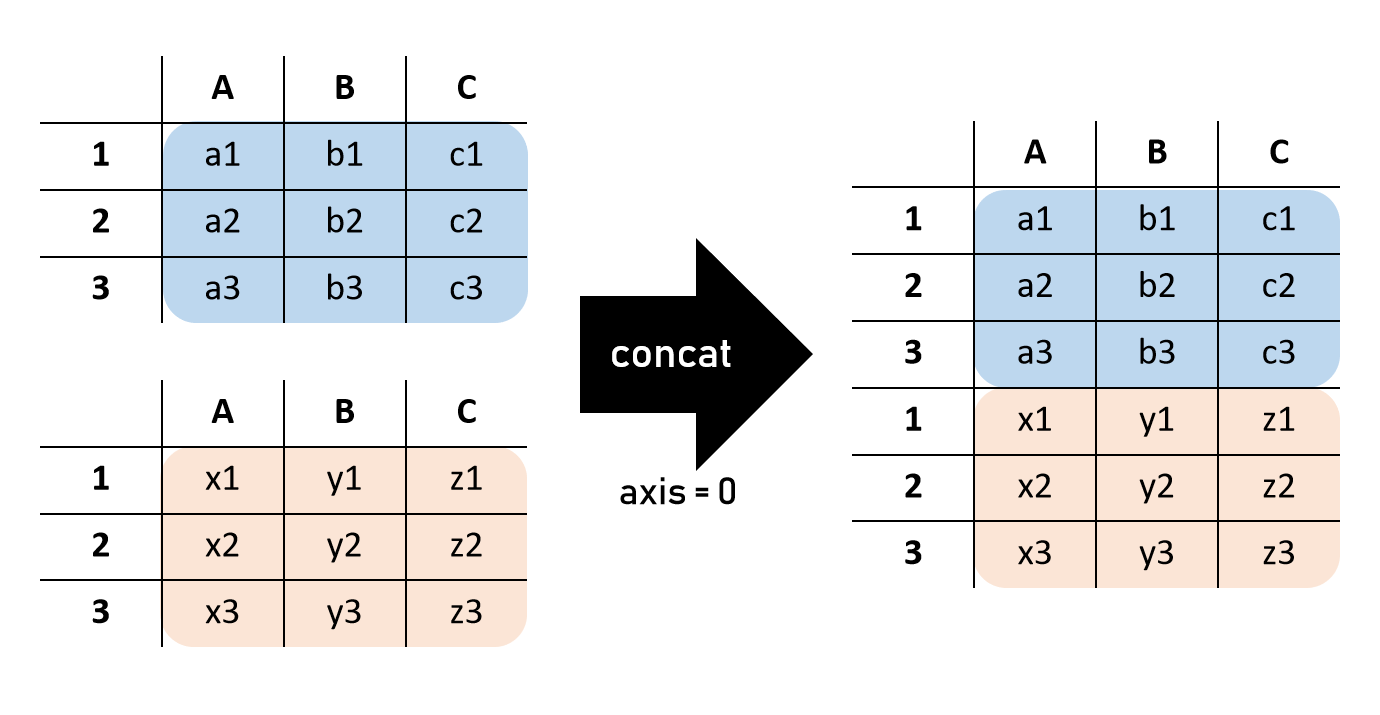 A B C
1 a1 b1 c1
2 a2 b2 c2
3 a3 b3 c3
A B C
1 x1 y1 z1
2 x2 y2 z2
3 x3 y3 z3
concat
axis = 0
A B C
1 a1 b1 c1
2 a2 b2 c2
3 a3 b3 c3
1 x1 y1 z1
2 x2 y2 z2
3 x3 y3 z3